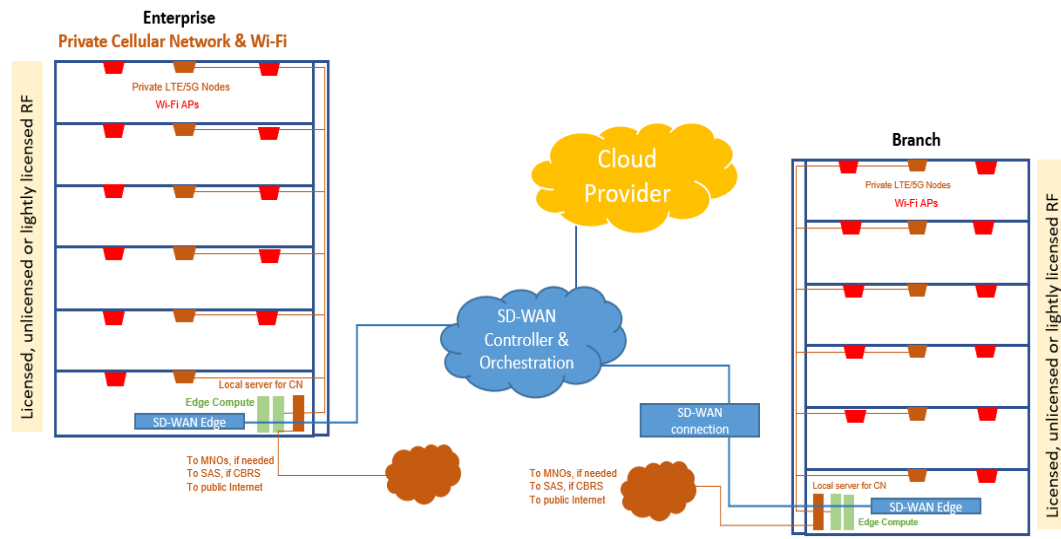 Enterprise
Private Cellular Network & Wi-Fi
Licensed, unlicensed or lightly licensed RF
Private LTE/5G Nodes
Wi-Fi APs
Local server for CN
Edge Compute
SD-WAN Edge
To MNOs, if needed
To SAS, if CBRS
To public Internet
Cloud
Provider
SD-WAN
Controller &
Orchestration
SD-WAN
connection
To MNOs, if needed
To SAS, if CBRS
To public Internet
Branch
Private LTE/5G Nodes
Wi-Fi APs
Local server for CN
SD-WAN Edge
Edge Compute
Licensed, unlicensed or lightly licensed RF